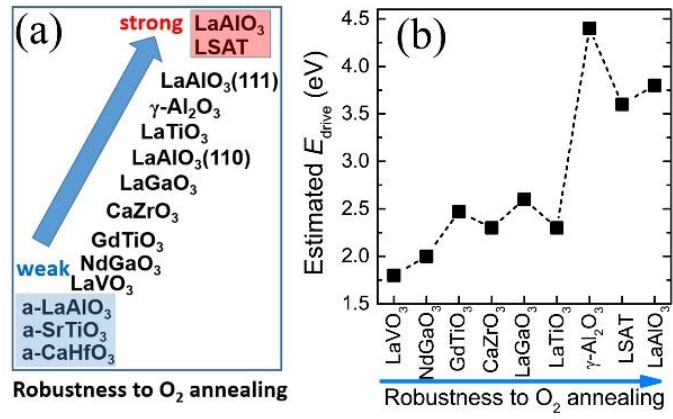 (a)
strong
LaAlO₃
LSAT
LaAlO₃(111)
γ-Al₂O₃
LaTiO₃
LaAlO₃(110)
LaGaO₃
CaZrO₃
GdTiO₃
weak
NdGaO₃
LaVO₃
a-LaAlO₃
a-SrTiO₃
a-CaHfO₃
Robustness to O₂ annealing
(b)
Estimated E_drive (eV)
4.5
4.0
3.5
3.0
2.5
2.0
1.5
LaVO₃
NdGaO₃
GdTiO₃
CaZrO₃
LaGaO₃
LaTiO₃
γ-Al₂O₃
LSAT
LaAlO₃
Robustness to O₂ annealing